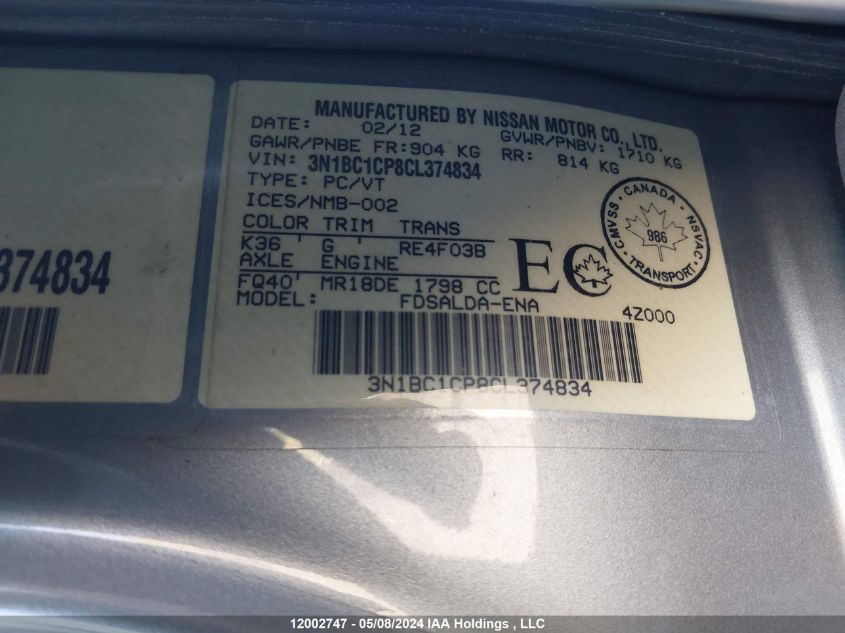 MANUFACTURED BY NISSAN MOTOR CO., LTD.
DATE: 02/12 GVWR/PNBV: 1710 KG
GAWR/PNBE FR: 904 KG RR: 814 KG
VIN: 3N1BC1CP8CL374834
TYPE: PC/VT
ICES/NMB-002
COLOR TRIM TRANS
K36 G RE4F03B
AXLE ENGINE
FQ40 MR18DE 1798 CC
MODEL: FDSALDA-ENA
4Z000
EC
CANADA
CMVSS NSVAC
986
TRANSPORT
3N1BC1CP8CL374834
374834
12002747 - 05/08/2024 IAA Holdings , LLC